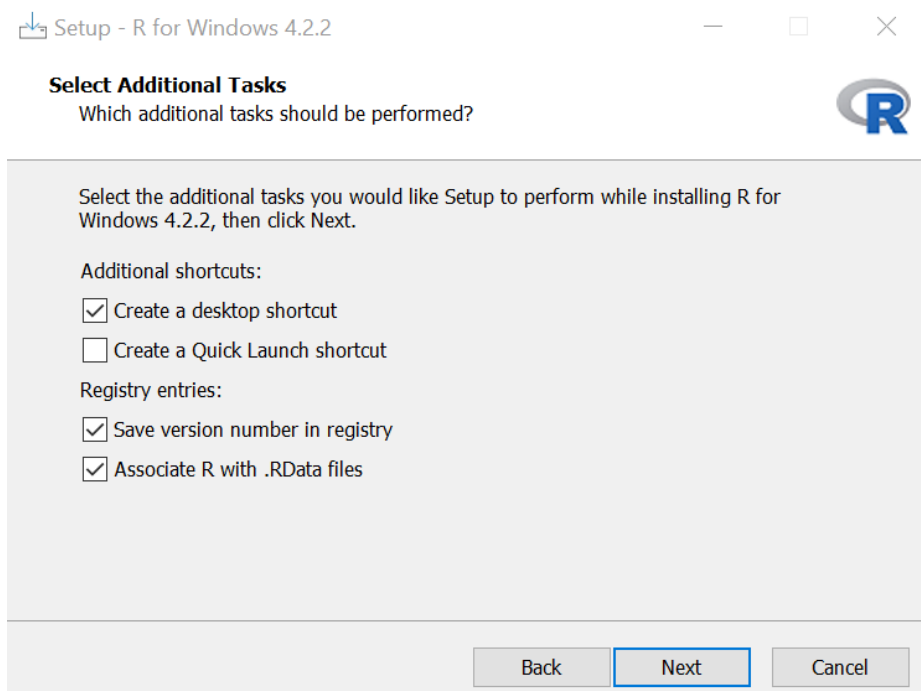 Setup - R for Windows 4.2.2
Select Additional Tasks
Which additional tasks should be performed?
R
Select the additional tasks you would like Setup to perform while installing R for
Windows 4.2.2, then click Next.
Additional shortcuts:
Create a desktop shortcut
Create a Quick Launch shortcut
Registry entries:
Save version number in registry
Associate R with .RData files
Back Next Cancel